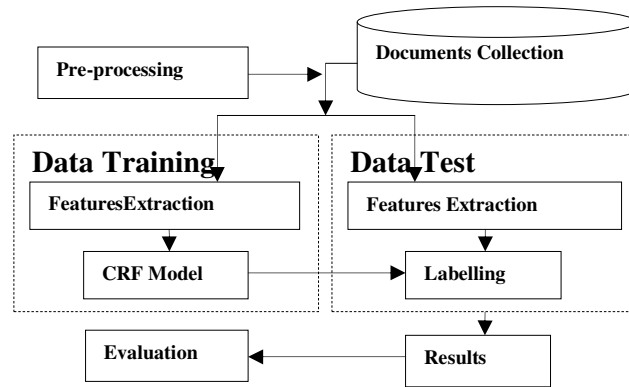 Documents Collection
Pre-processing
Data Training
Data Test
FeaturesExtraction
Features Extraction
CRF Model
Labelling
Evaluation
Results